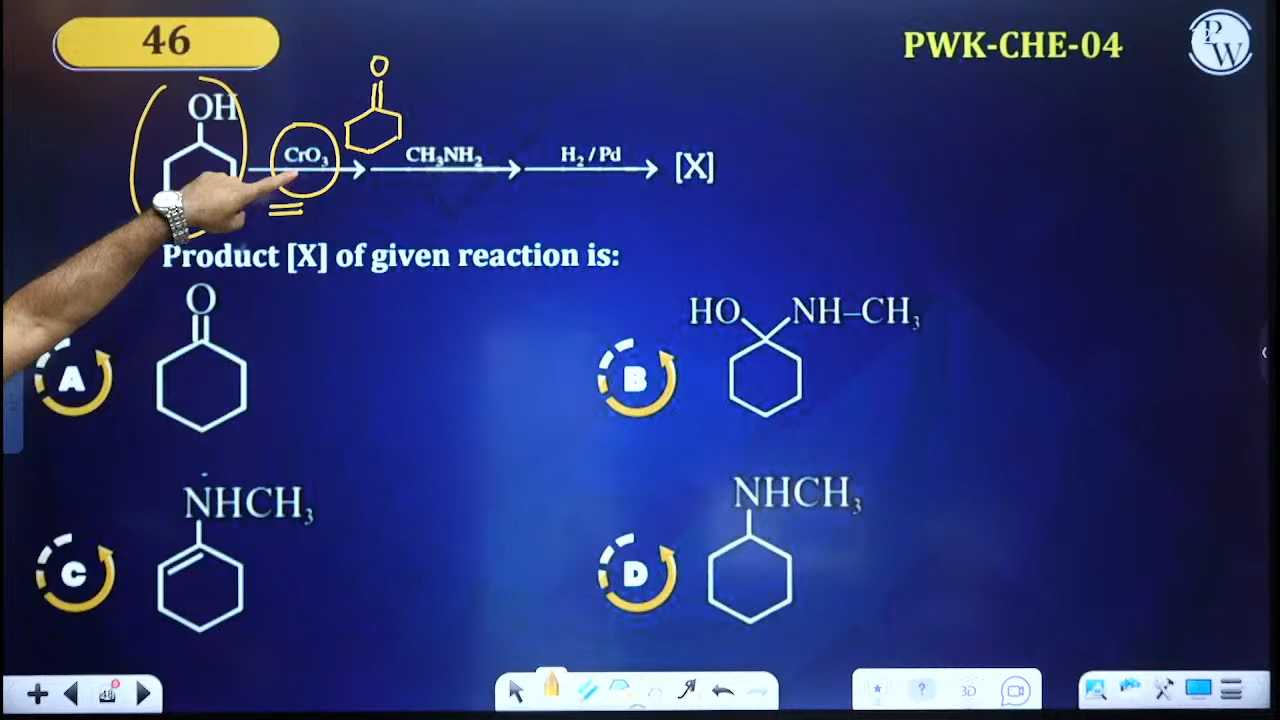 46
PWK-CHE-04
P
W
O
OH
CrO₃ CH₃NH₂ H₂/Pd [X]
Product [X] of given reaction is:
A
O
B
HO NH–CH₃
C
NHCH₃
D
NHCH₃
3D